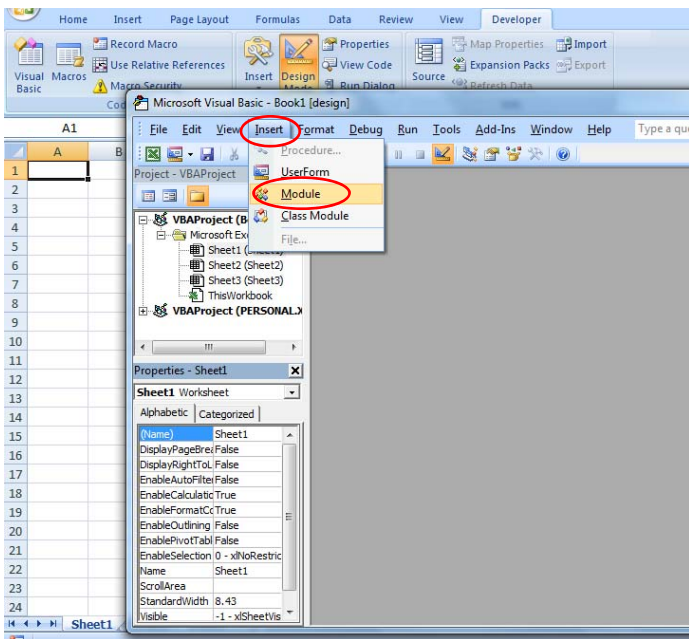 Home Insert Page Layout Formulas Data Review View Developer
Record Macro
Use Relative References
Macro Security
Visual Basic
Macros
Insert
Design
Properties
View Code
Run Dialog
Source
Map Properties
Expansion Packs
Refresh Data
Import
Export
Microsoft Visual Basic - Book1 [design]
A1
File Edit View Insert Format Debug Run Tools Add-Ins Window Help
Type a
A B
Procedure...
UserForm
Module
Class Module
File...
Project - VBAProject
VBAProject
Microsoft
Sheet1
Sheet2 (Sheet2)
Sheet3 (Sheet3)
ThisWorkbook
VBAProject (PERSONAL.X
Properties - Sheet1
Sheet1 Worksheet
Alphabetic Categorized
(Name) Sheet1
DisplayPageBrea False
DisplayRightToL False
EnableAutoFilter False
EnableCalculatio True
EnableFormatCo True
EnableOutlining False
EnablePivotTabl False
EnableSelection 0 - xlNoRestric
Name Sheet1
ScrollArea
StandardWidth 8.43
Visible -1 - xlSheetVis
1
2
3
4
5
6
7
8
9
10
11
12
13
14
15
16
17
18
19
20
21
22
23
24
Sheet1